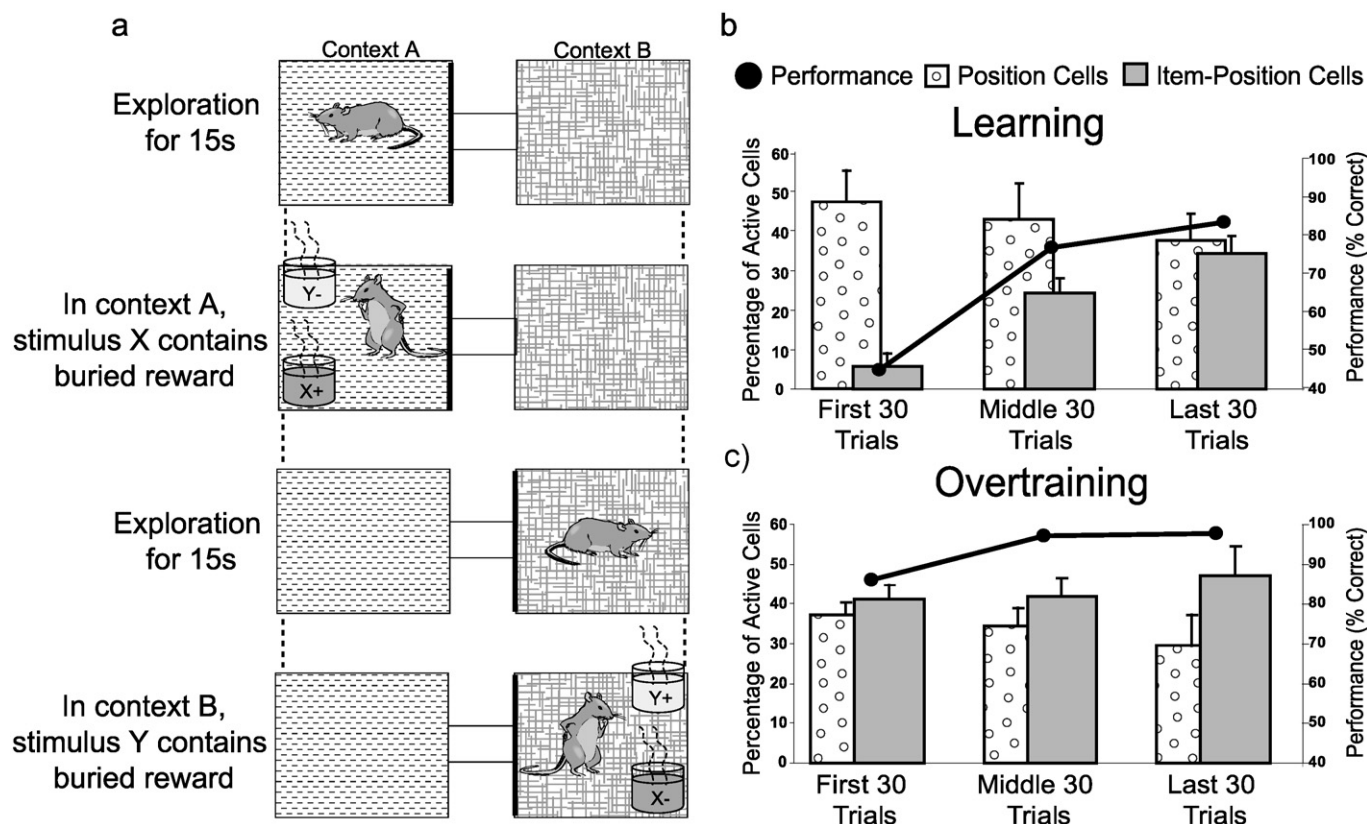 a
Context A
Context B
Exploration
for 15s
Y-
X+
In context A,
stimulus X contains
buried reward
Exploration
for 15s
Y+
X-
In context B,
stimulus Y contains
buried reward
b
Performance
Position Cells
Item-Position Cells
Learning
Percentage of Active Cells
60
50
40
30
20
10
0
Performance (% Correct)
100
90
80
70
60
50
40
First 30
Trials
Middle 30
Trials
Last 30
Trials
c)
Overtraining
Percentage of Active Cells
60
50
40
30
20
10
0
Performance (% Correct)
100
90
80
70
60
50
40
First 30
Trials
Middle 30
Trials
Last 30
Trials